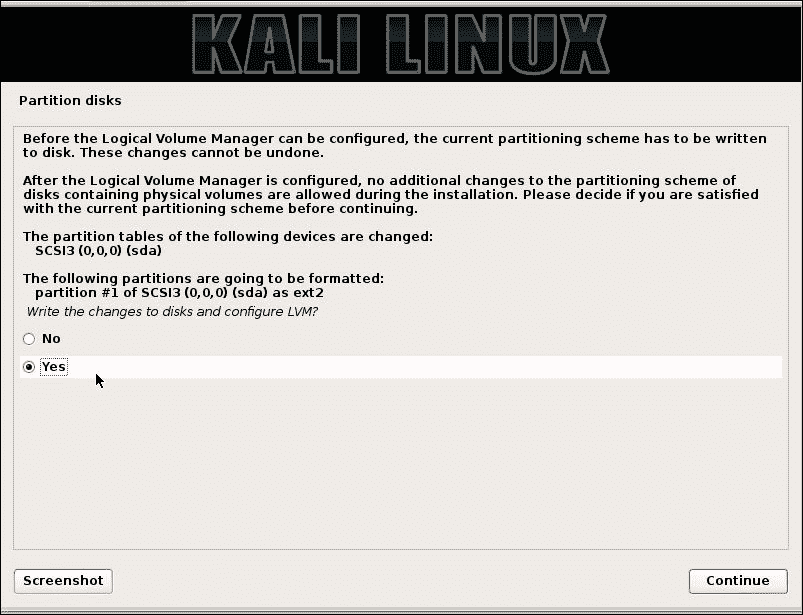 KALI LINUX
Partition disks
Before the Logical Volume Manager can be configured, the current partitioning scheme has to be written
to disk. These changes cannot be undone.
After the Logical Volume Manager is configured, no additional changes to the partitioning scheme of
disks containing physical volumes are allowed during the installation. Please decide if you are satisfied
with the current partitioning scheme before continuing.
The partition tables of the following devices are changed:
SCSI3 (0,0,0) (sda)
The following partitions are going to be formatted:
partition #1 of SCSI3 (0,0,0) (sda) as ext2
Write the changes to disks and configure LVM?
No
Yes
Screenshot
Continue